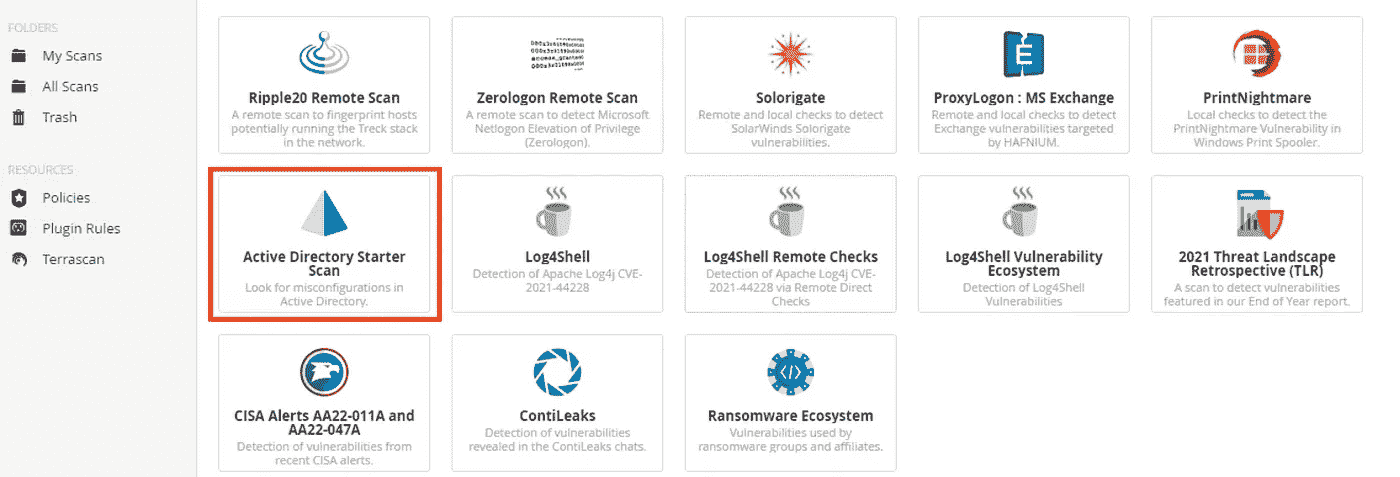 FOLDERS
My Scans
All Scans
Trash
RESOURCES
Policies
Plugin Rules
Terrascan
Ripple20 Remote Scan
A remote scan to fingerprint hosts
potentially running the Treck stack
in the network.
Zerologon Remote Scan
A remote scan to detect Microsoft
Netlogon Elevation of Privilege
(Zerologon).
Solorigate
Remote and local checks to detect
SolarWinds Solorigate
vulnerabilities.
ProxyLogon : MS Exchange
Remote and local checks to detect
Exchange vulnerabilities targeted
by HAFNIUM.
PrintNightmare
Local checks to detect the
PrintNightmare Vulnerability in
Windows Print Spooler.
Active Directory Starter
Scan
Look for misconfigurations in
Active Directory.
Log4Shell
Detection of Apache Log4j CVE-
2021-44228
Log4Shell Remote Checks
Detection of Apache Log4j CVE-
2021-44228 via Remote Direct
Checks
Log4Shell Vulnerability
Ecosystem
Detection of Log4Shell
Vulnerabilities
2021 Threat Landscape
Retrospective (TLR)
A scan to detect vulnerabilities
featured in our End of Year report.
CISA Alerts AA22-011A and
AA22-047A
Detection of vulnerabilities from
recent CISA alerts.
ContiLeaks
Detection of vulnerabilities
revealed in the ContiLeaks chats.
Ransomware Ecosystem
Vulnerabilities used by
ransomware groups and affiliates.